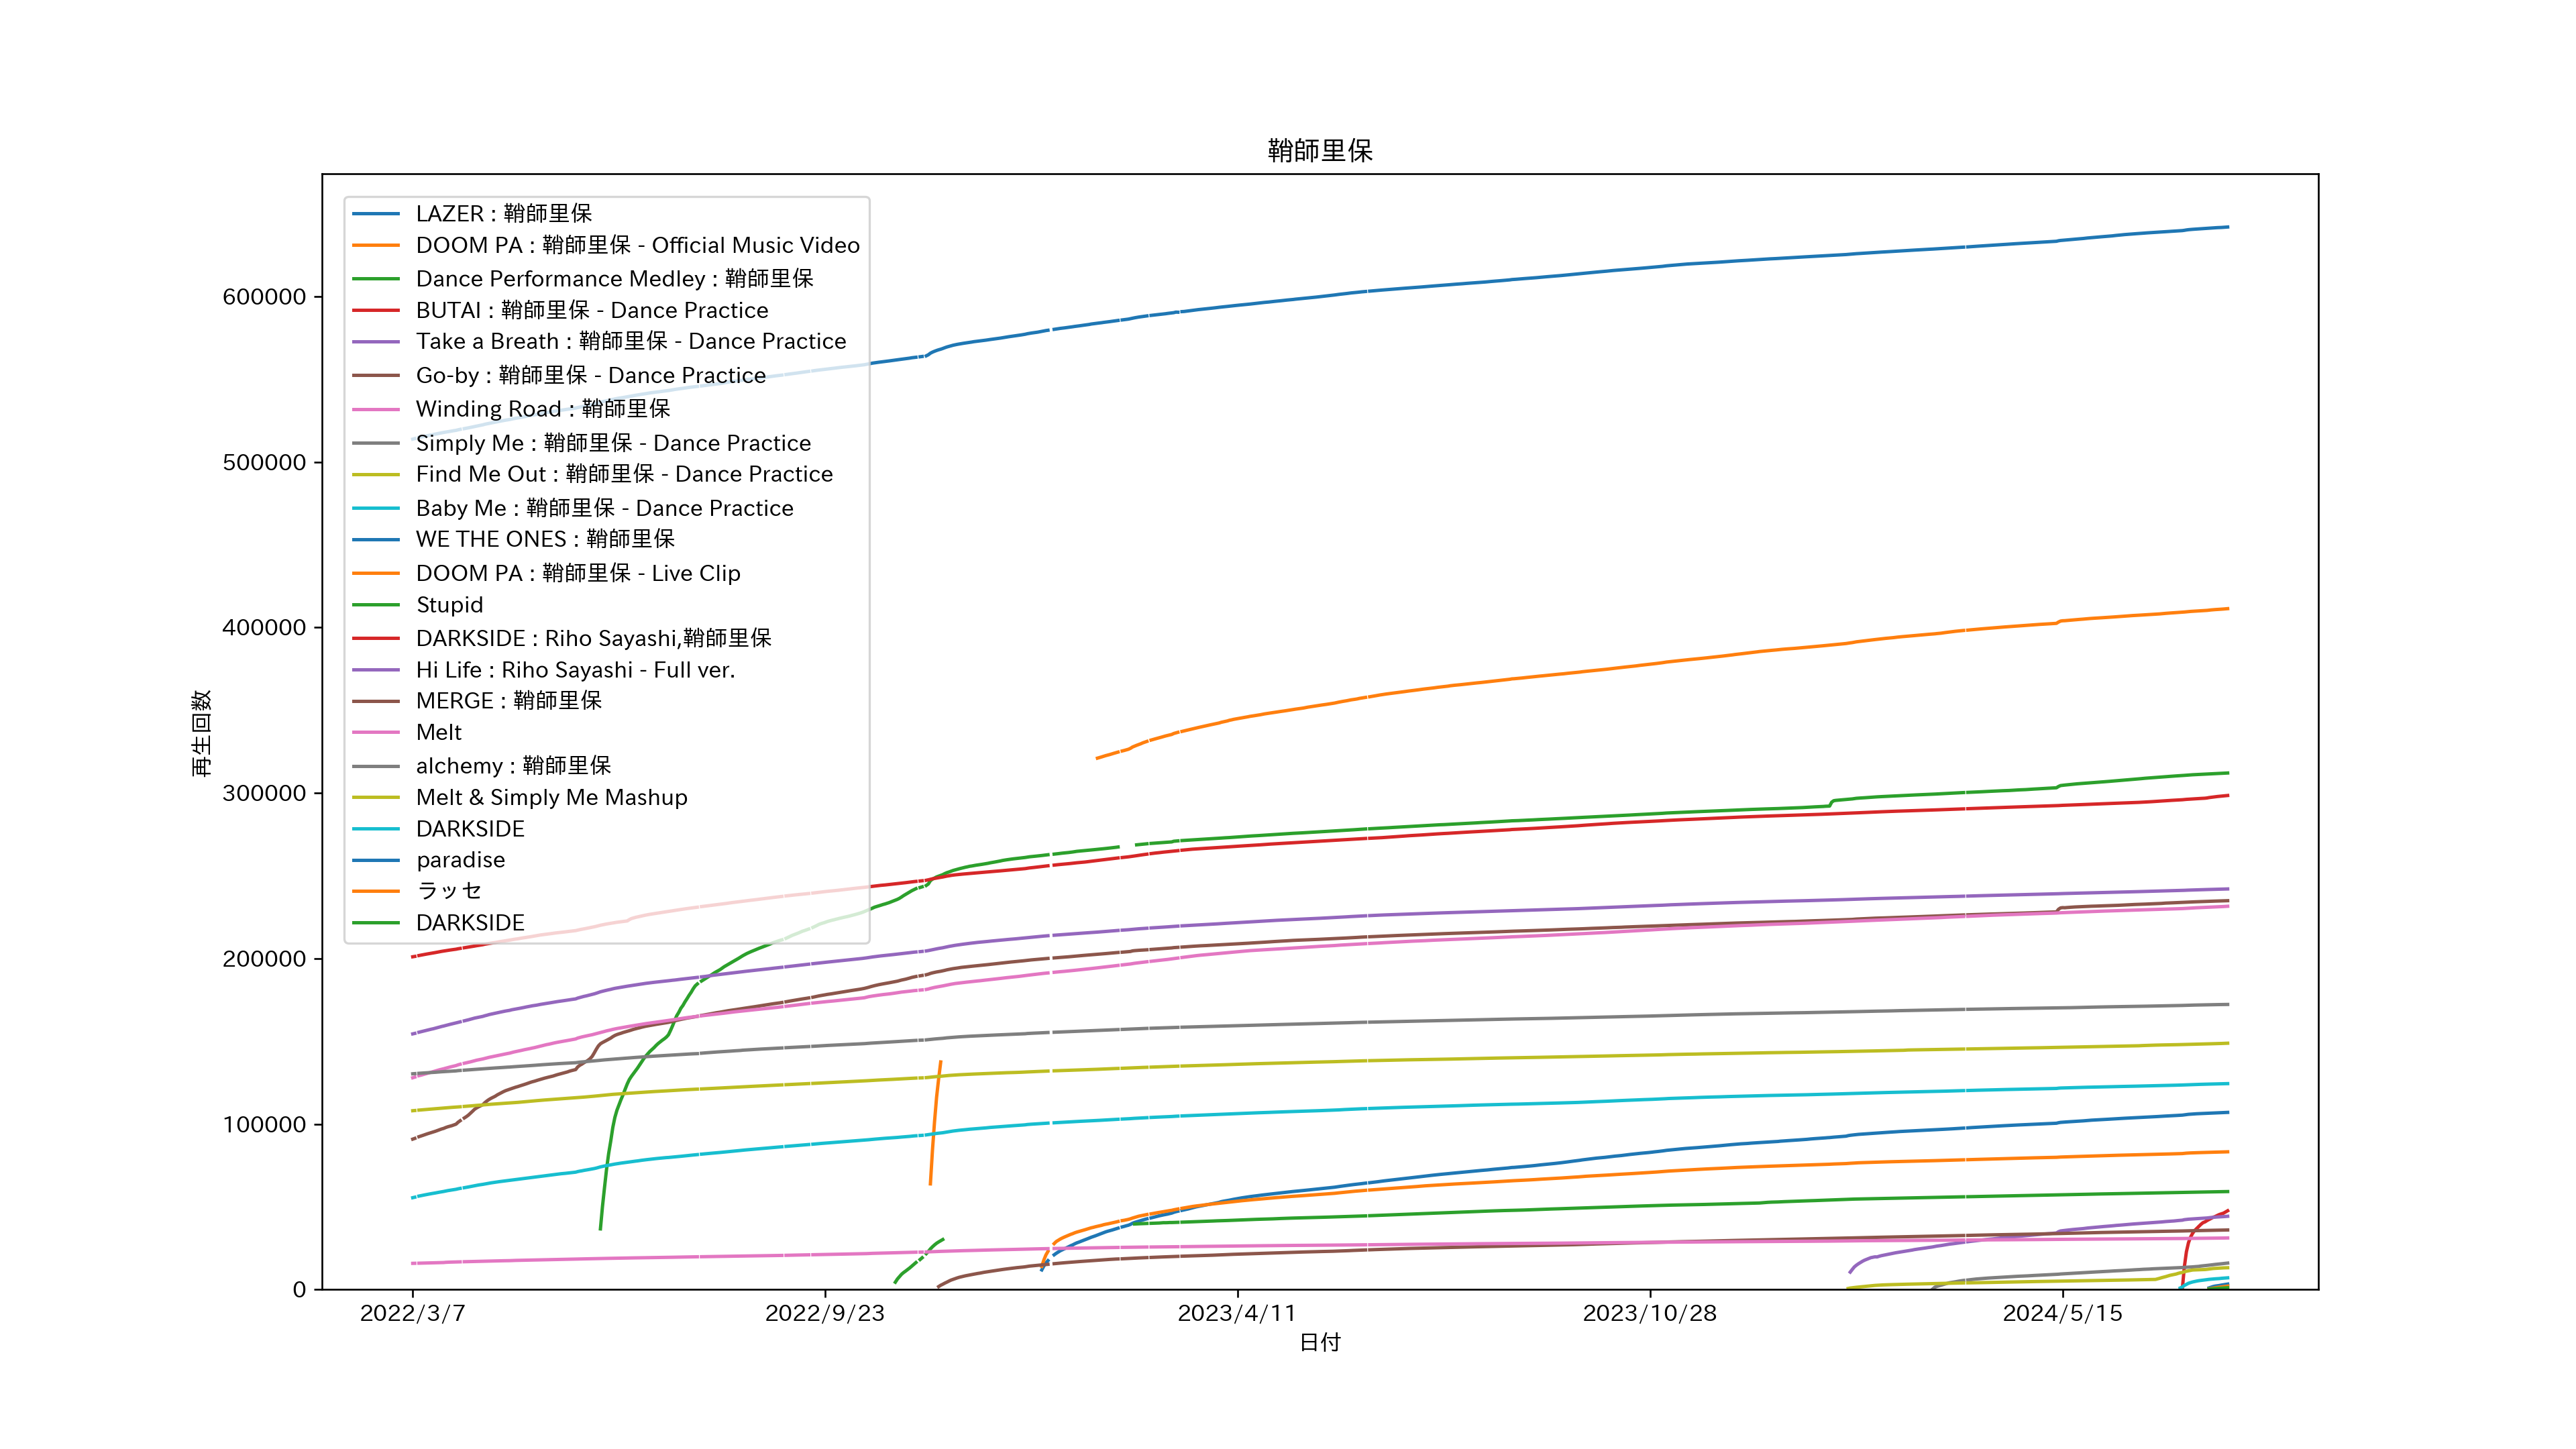 鞘師里保
LAZER : 鞘師里保
DOOM PA : 鞘師里保 - Official Music Video
Dance Performance Medley : 鞘師里保
BUTAI : 鞘師里保 - Dance Practice
Take a Breath : 鞘師里保 - Dance Practice
Go-by : 鞘師里保 - Dance Practice
Winding Road : 鞘師里保
Simply Me : 鞘師里保 - Dance Practice
Find Me Out : 鞘師里保 - Dance Practice
Baby Me : 鞘師里保 - Dance Practice
WE THE ONES : 鞘師里保
DOOM PA : 鞘師里保 - Live Clip
Stupid
DARKSIDE : Riho Sayashi,鞘師里保
Hi Life : Riho Sayashi - Full ver.
MERGE : 鞘師里保
Melt
alchemy : 鞘師里保
Melt & Simply Me Mashup
DARKSIDE
paradise
ラッセ
DARKSIDE
600000
500000
400000
300000
200000
100000
0
再生回数
2022/3/7
2022/9/23
2023/4/11
2023/10/28
2024/5/15
日付